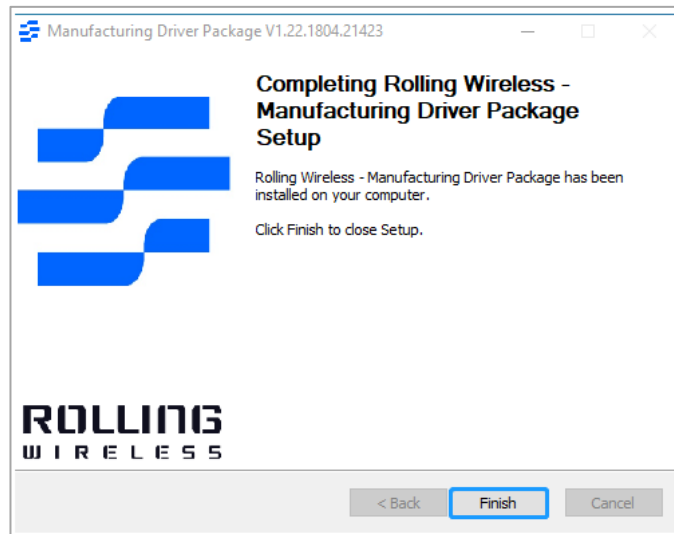 Manufacturing Driver Package V1.22.1804.21423
Completing Rolling Wireless -
Manufacturing Driver Package
Setup
Rolling Wireless - Manufacturing Driver Package has been
installed on your computer.
Click Finish to close Setup.
ROLLING
WIRELESS
< Back
Finish
Cancel